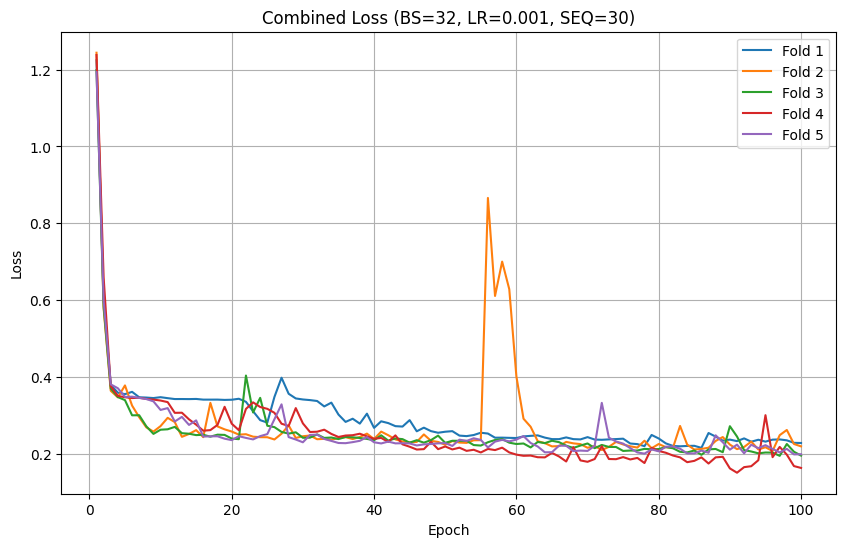 Combined Loss (BS=32, LR=0.001, SEQ=30)
Fold 1
Fold 2
Fold 3
Fold 4
Fold 5
Loss
1.2
1.0
0.8
0.6
0.4
0.2
0 20 40 60 80 100
Epoch